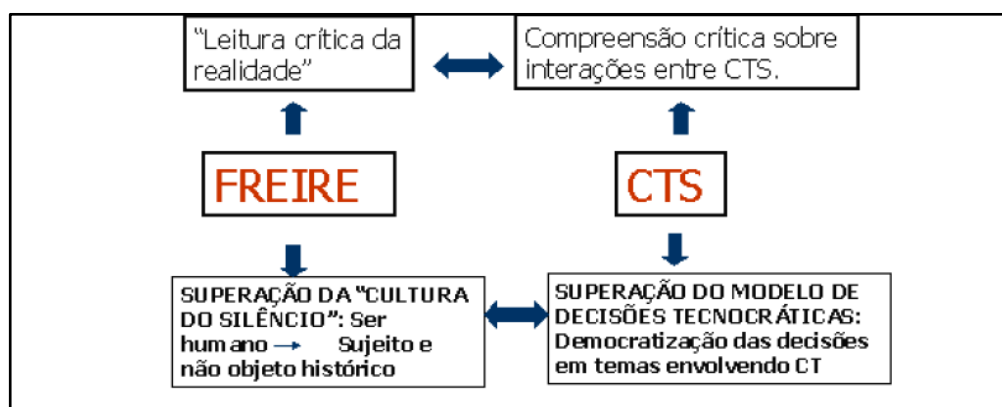 “Leitura crítica da
realidade”
Compreensão crítica sobre
interações entre CTS.
FREIRE
CTS
SUPERAÇÃO DA “CULTURA
DO SILÊNCIO”: Ser
humano → Sujeito e
não objeto histórico
SUPERAÇÃO DO MODELO DE
DECISÕES TECNOCRÁTICAS:
Democratização das decisões
em temas envolvendo CT